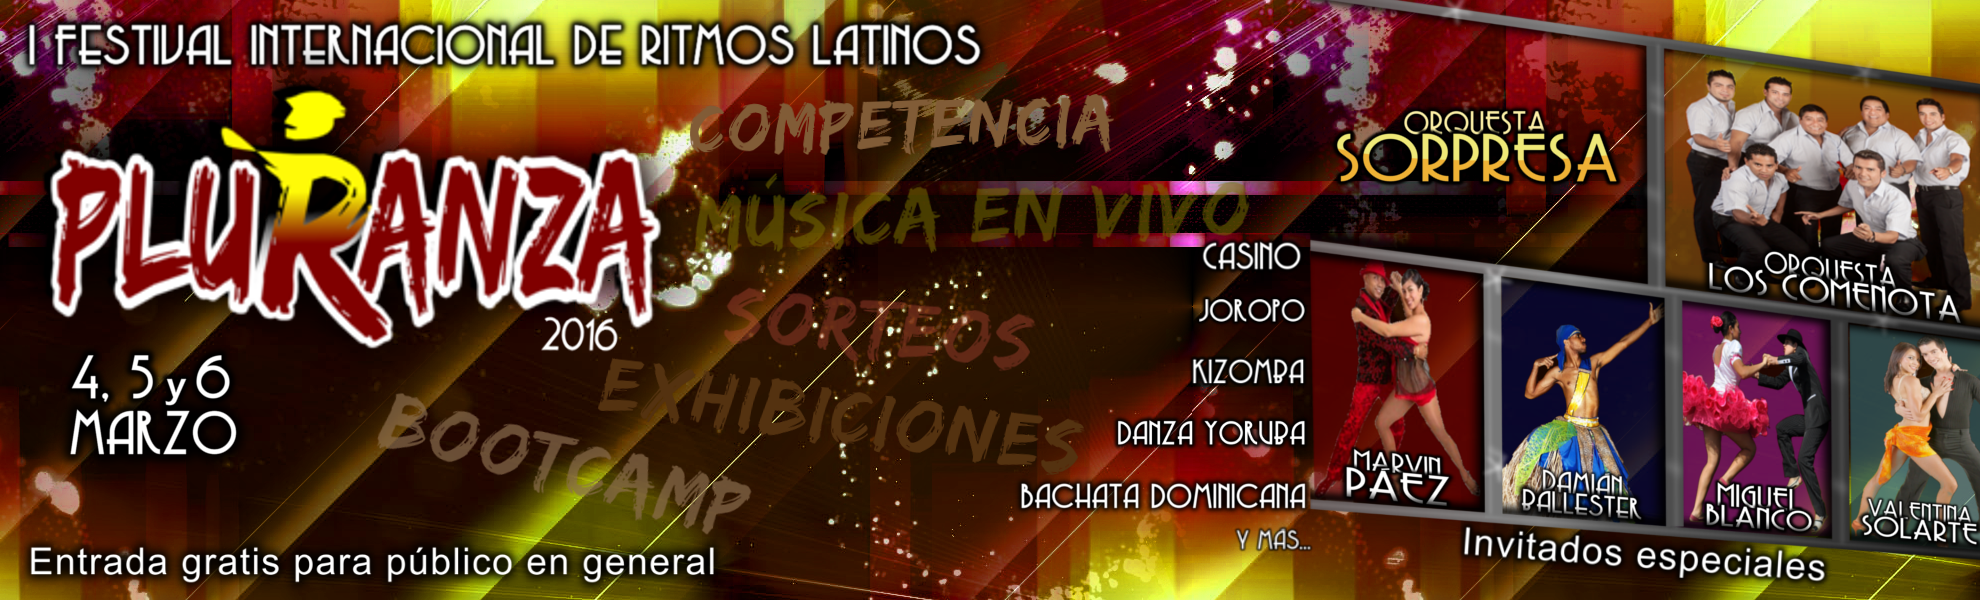 I FESTIVAL INTERNACIONAL DE RITMOS LATINOS
PLURANZA
2016
4, 5 y 6
MARZO
Entrada gratis para público en general
COMPETENCIA
MÚSICA EN VIVO
SORTEOS
EXHIBICIONES
BOOTCAMP
CASINO
JOROPO
KIZOMBA
DANZA YORUBA
BACHATA DOMINICANA
Y MAS...
ORQUESTA
SORPRESA
ORQUESTA
LOS COMENOTA
MARVIN
PAEZ
DAMIAN
BALLESTER
MIGUEL
BLANCO
VALENTINA
SOLARTE
Invitados especiales